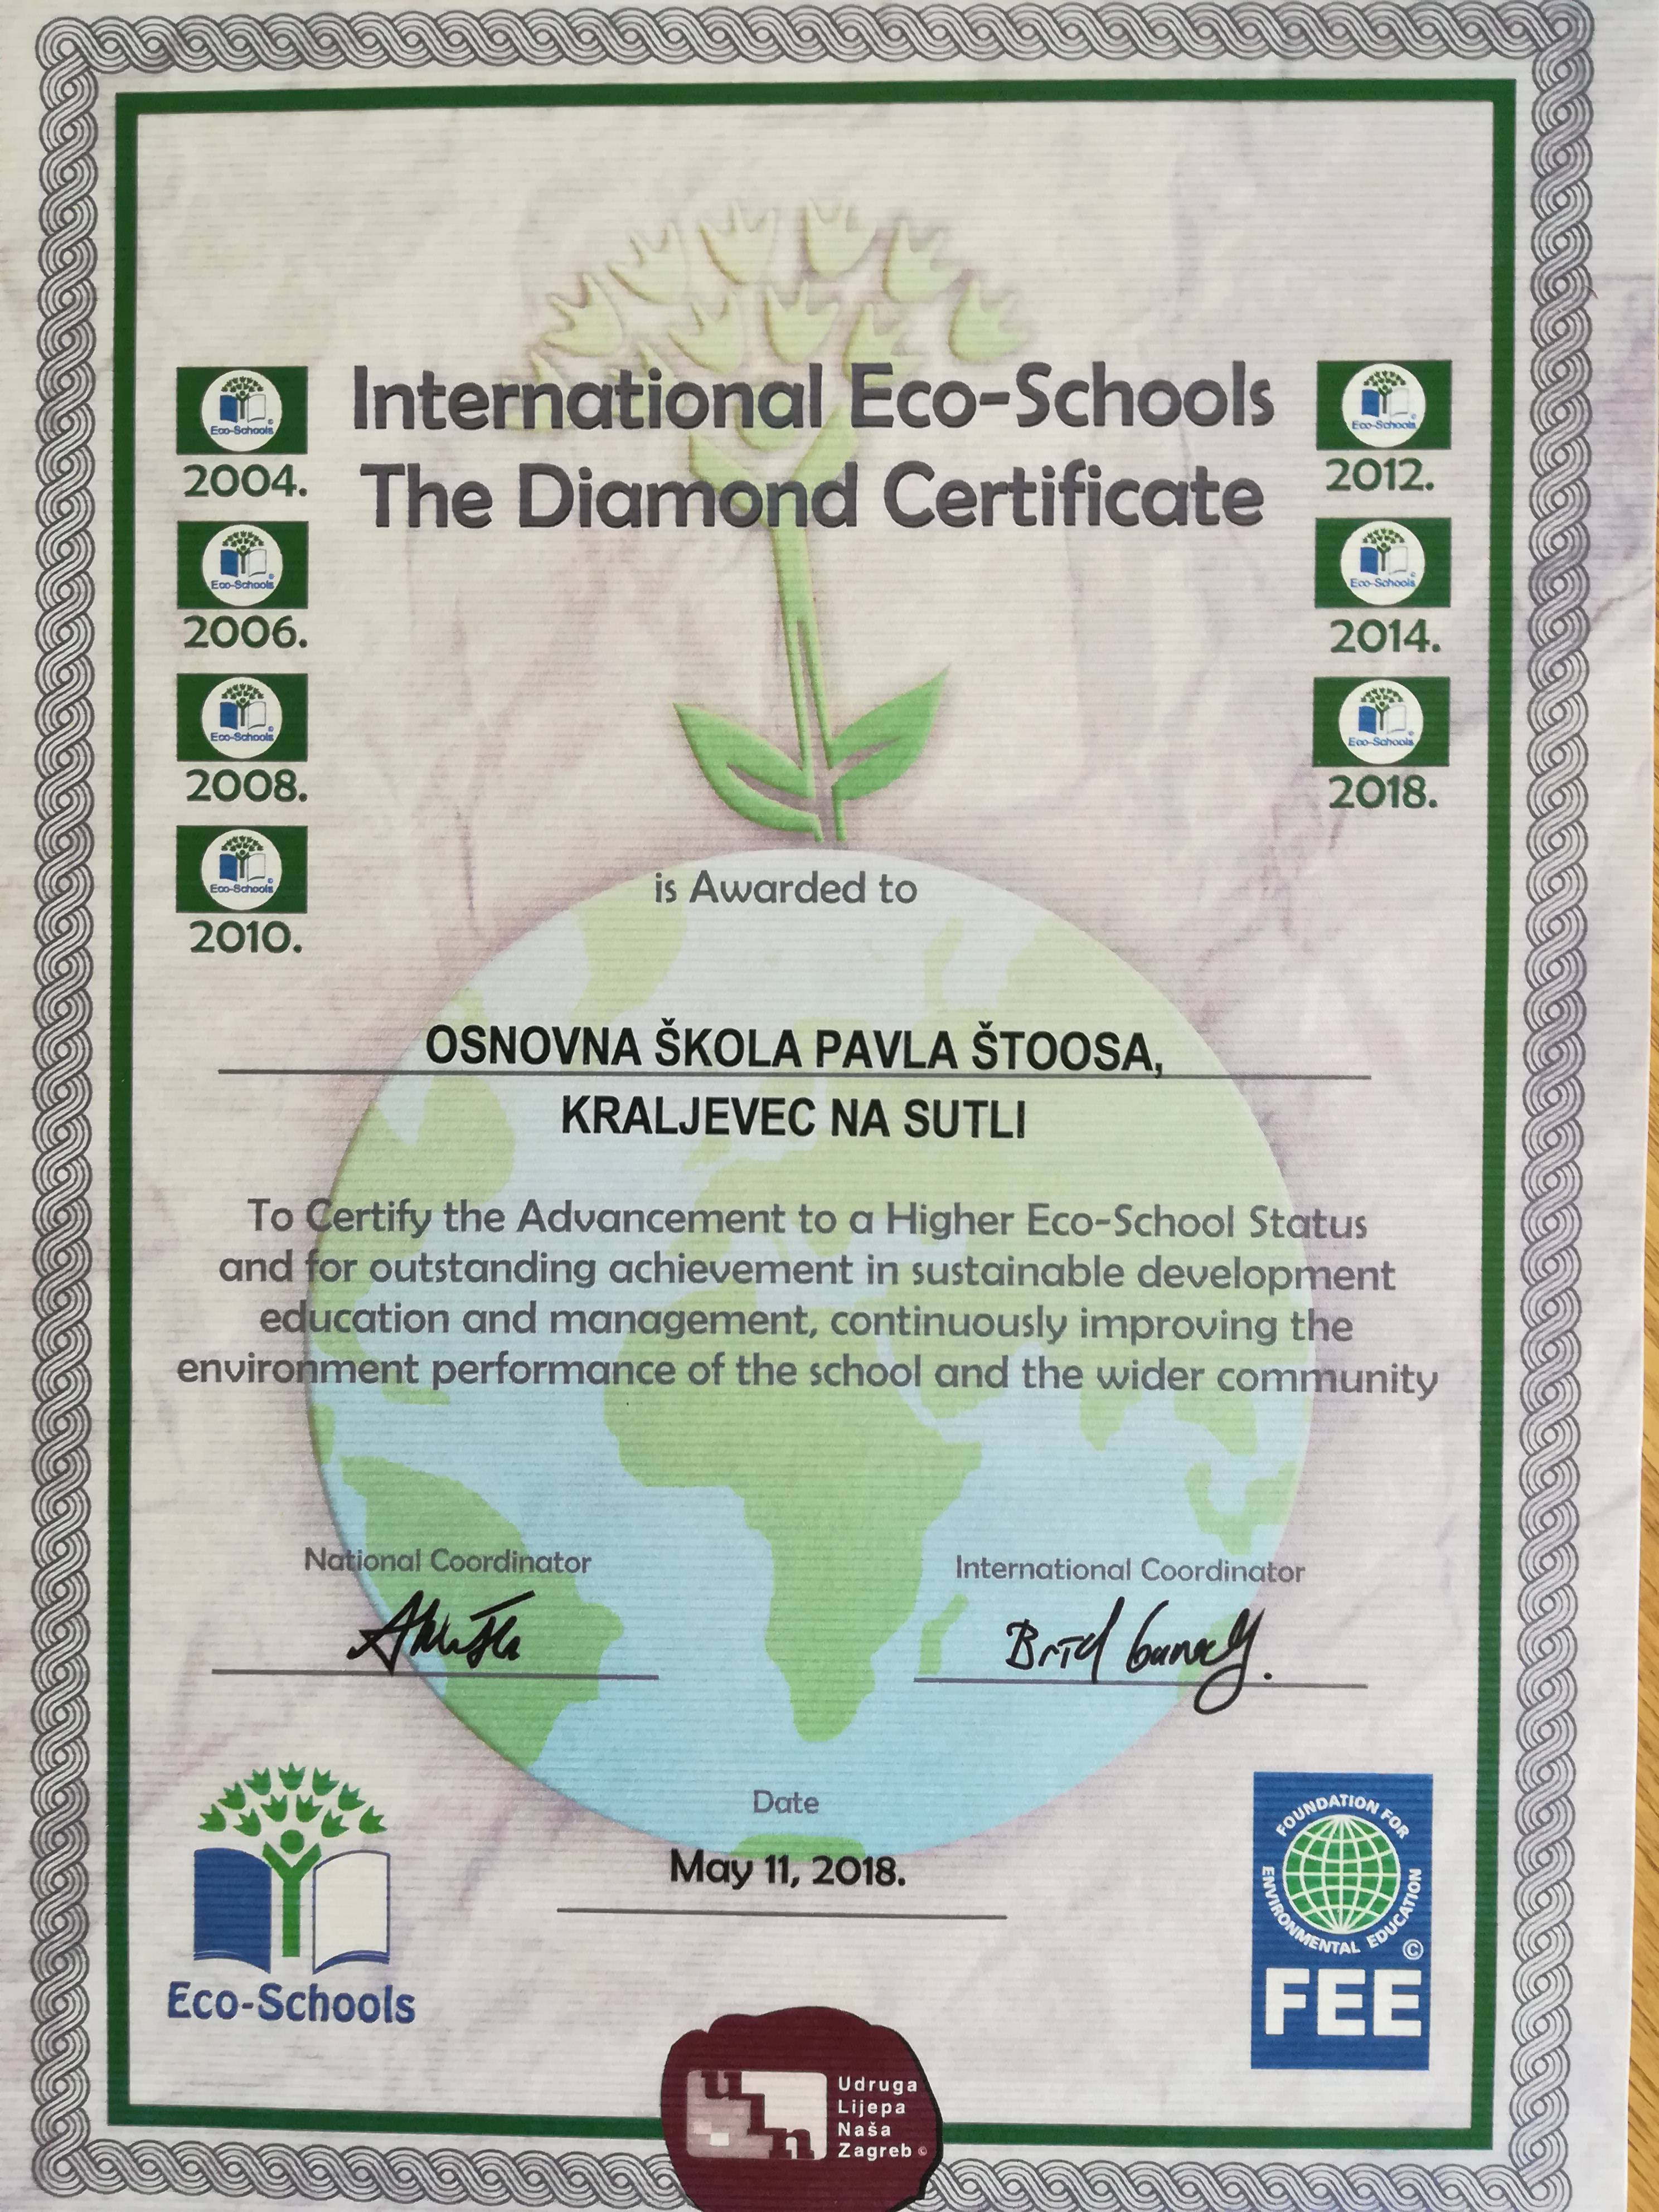 International Eco-Schools
The Diamond Certificate
Eco-Schools
2004.
Eco-Schools
2006.
Eco-Schools
2008.
Eco-Schools
2010.
Eco-Schools
2012.
Eco-Schools
2014.
Eco-Schools
2018.
is Awarded to
OSNOVNA ŠKOLA PAVLA ŠTOOSA,
KRALJEVEC NA SUTLI
To Certify the Advancement to a Higher Eco-School Status
and for outstanding achievement in sustainable development
education and management, continuously improving the
environment performance of the school and the wider community
National Coordinator
International Coordinator
Date
May 11, 2018.
Eco-Schools
FOUNDATION FOR
ENVIRONMENTAL EDUCATION
©
FEE
uln
Udruga
Lijepa
Naša
Zagreb ©